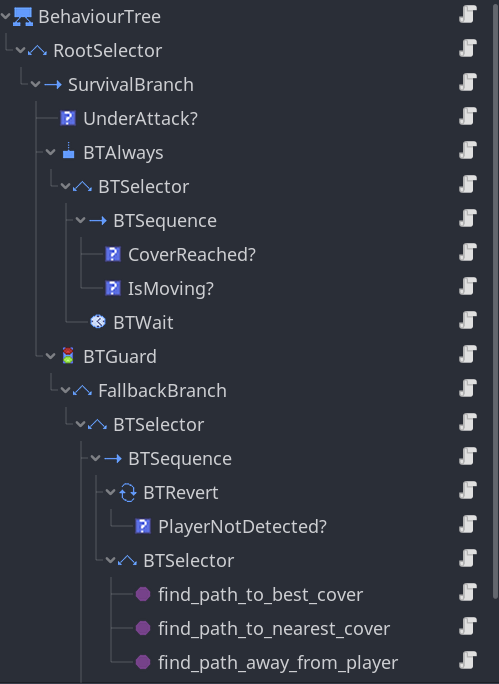 BehaviourTree
RootSelector
SurvivalBranch
UnderAttack?
BTAlways
BTSelector
BTSequence
CoverReached?
IsMoving?
BTWait
BTGuard
FallbackBranch
BTSelector
BTSequence
BTRevert
PlayerNotDetected?
BTSelector
find_path_to_best_cover
find_path_to_nearest_cover
find_path_away_from_player